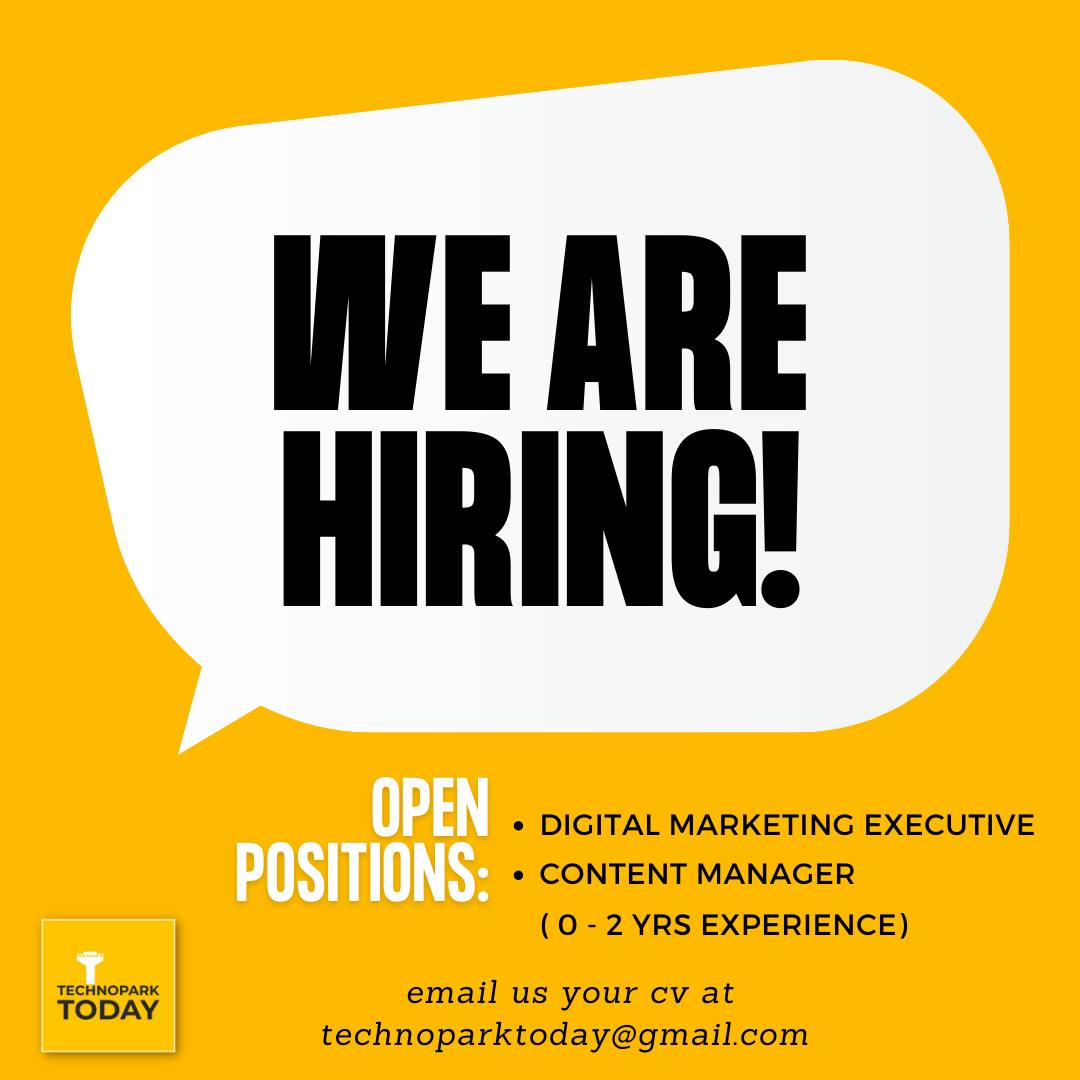 WE ARE
HIRING!
OPEN
POSITIONS:
• DIGITAL MARKETING EXECUTIVE
• CONTENT MANAGER
( 0 - 2 YRS EXPERIENCE)
email us your cv at
technoparktoday@gmail.com
TECHNOPARK
TODAY